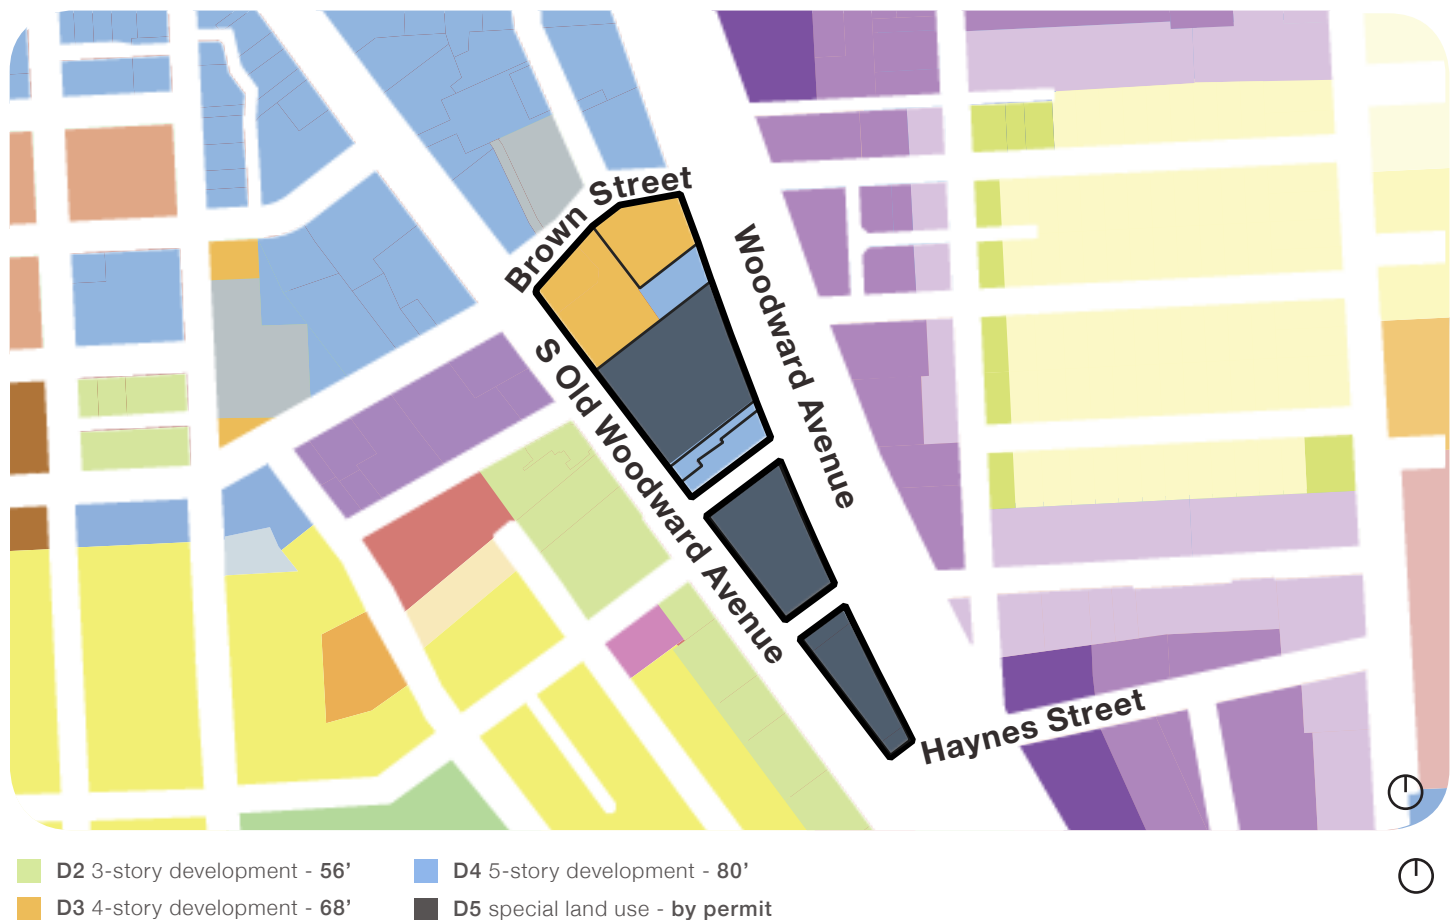 Brown Street
Woodward Avenue
S Old Woodward Avenue
Haynes Street
D2 3-story development - 56’
D3 4-story development - 68’
D4 5-story development - 80’
D5 special land use - by permit